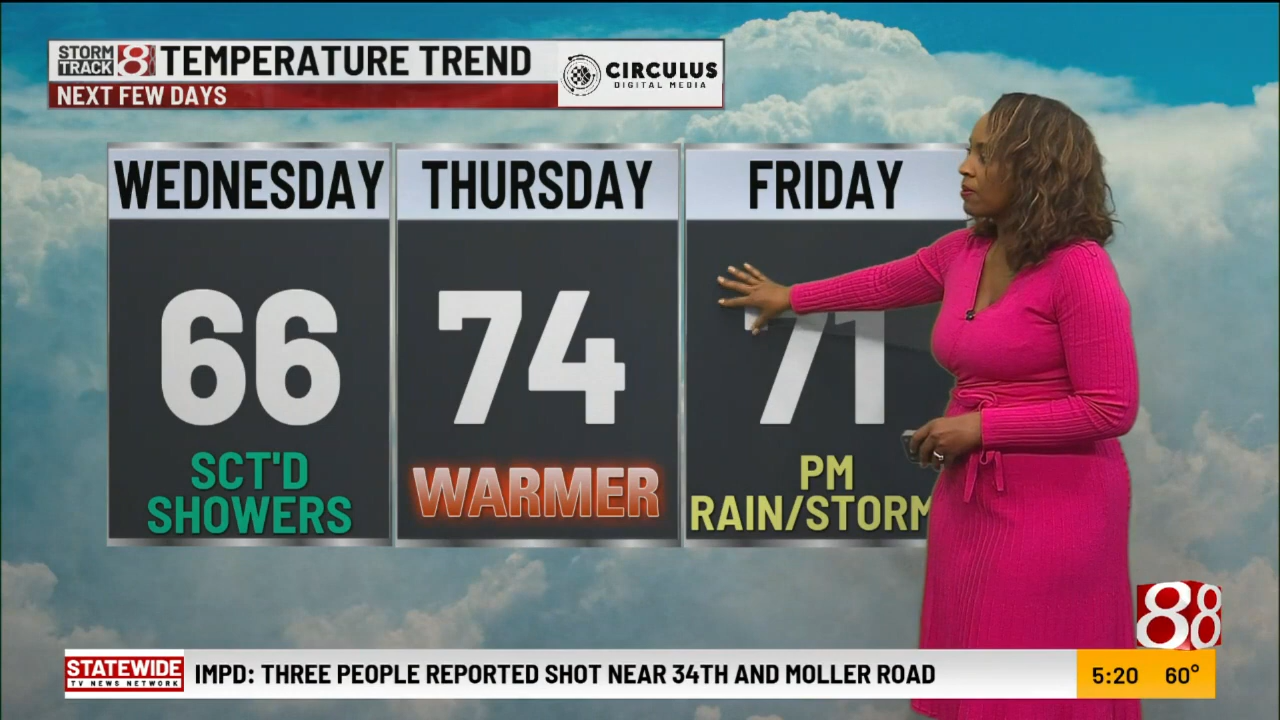 STORM TRACK 8 TEMPERATURE TREND
NEXT FEW DAYS
CIRCULUS
DIGITAL MEDIA
WEDNESDAY
66
SCT'D
SHOWERS
THURSDAY
74
WARMER
FRIDAY
71
PM
RAIN/STORM
8
STATEWIDE
TV NEWS NETWORK
IMPD: THREE PEOPLE REPORTED SHOT NEAR 34TH AND MOLLER ROAD
5:20 60°